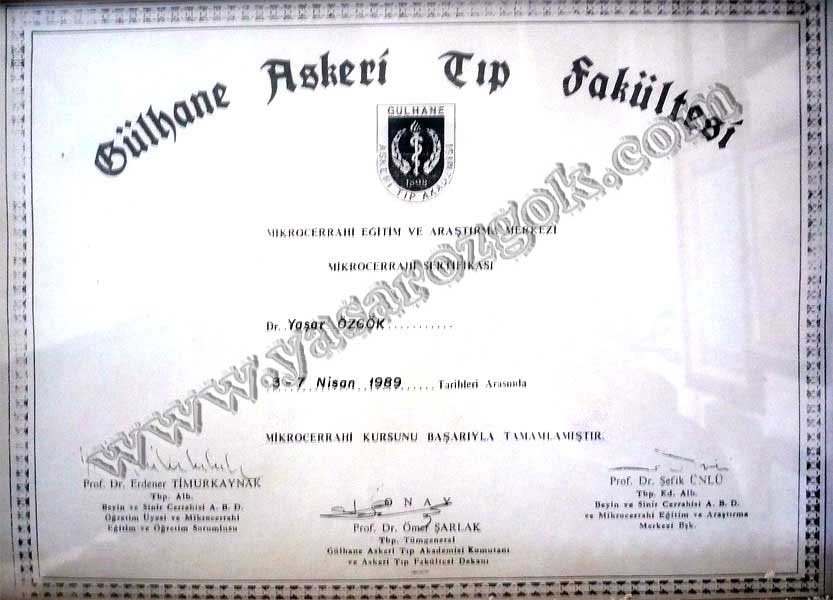 Gülhane Askeri Tıp Fakültesi
GÜLHANE
ASKERİ TIP AKADEMİSİ
1898
www.yasarozgok.com
MİKROCERRAHİ EĞİTİM VE ARAŞTIRMA MERKEZİ
MİKROCERRAHİ SERTİFİKASI
Dr. Yaşar ÖZGÖK...........
3-7 Nisan 1989...... Tarihleri Arasında
MİKROCERRAHİ KURSUNU BAŞARIYLA TAMAMLAMIŞTIR.
Prof. Dr. Erdener TİMURKAYNAK
Tbp. Alb.
Beyin ve Sinir Cerrahisi A. B. D.
Öğretim Üyesi ve Mikrocerrahi
Eğitim ve Öğretim Sorumlusu
O N A Y
Prof. Dr. Ömer ŞARLAK
Tbp. Tümgeneral
Gülhane Askeri Tıp Akademisi Komutanı
ve Askeri Tıp Fakültesi Dekanı
Prof. Dr. Şefik ÜNLÜ
Tbp. Kd. Alb.
Beyin ve Sinir Cerrahisi A. B. D.
ve Mikrocerrahi Eğitim ve Araştırma
Merkezi Bşk.